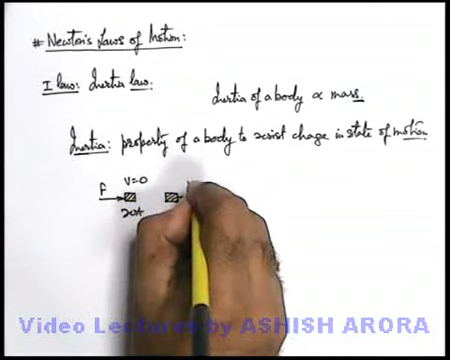 # Newton's Laws of Motion:
I law: Inertia law.
Inertia of a body ∝ mass.
Inertia: property of a body to resist change in state of motion
F V=0
rest
Video Lectures by ASHISH ARORA